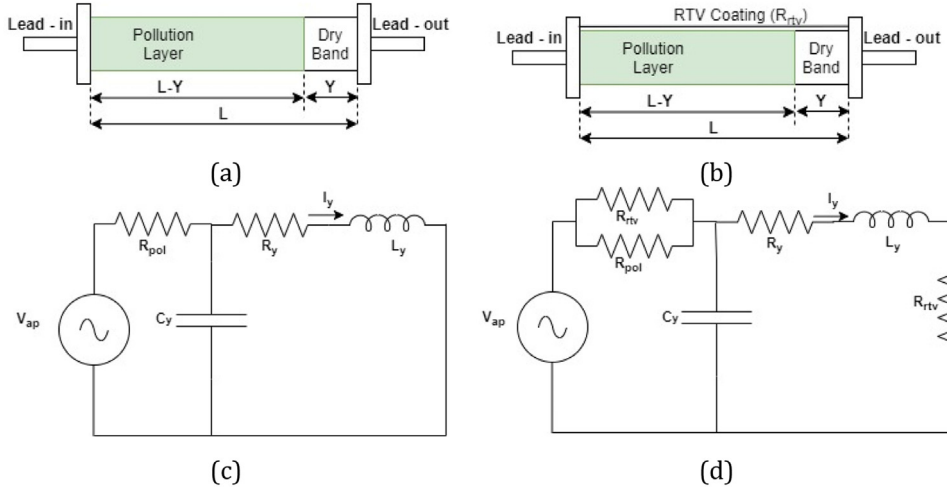 Lead - in
Lead - out
Pollution
Layer
Dry
Band
L-Y
Y
L
(a)
RTV Coating (Rrtv)
Lead - in
Lead - out
Pollution
Layer
Dry
Band
L-Y
Y
L
(b)
Rpol
Ry
Iy
Ly
Vap
Cy
(c)
Rrtv
Rpol
Ry
Iy
Ly
Rrtv
Vap
Cy
(d)